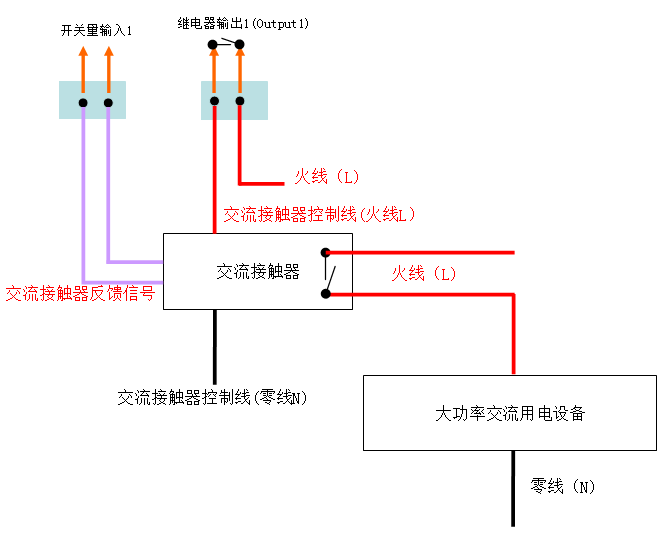 开关量输入1
继电器输出1(Output1)
火线（L）
交流接触器控制线(火线L）
交流接触器
火线（L）
交流接触器反馈信号
交流接触器控制线(零线N)
大功率交流用电设备
零线（N）